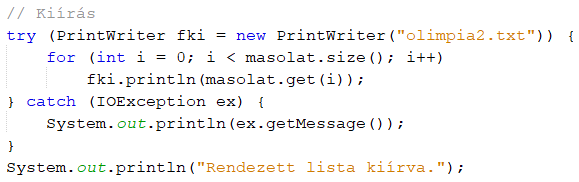 // Kiírás
try (PrintWriter fki = new PrintWriter("olimpia2.txt")) {
    for (int i = 0; i < masolat.size(); i++)
        fki.println(masolat.get(i));
} catch (IOException ex) {
    System.out.println(ex.getMessage());
}
System.out.println("Rendezett lista kiírva.");